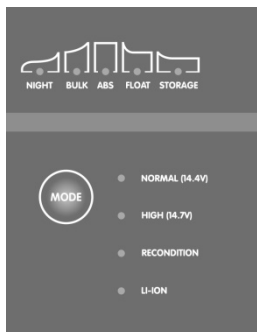 NIGHT BULK ABS FLOAT STORAGE
MODE
NORMAL (14.4V)
HIGH (14.7V)
RECONDITION
LI-ION